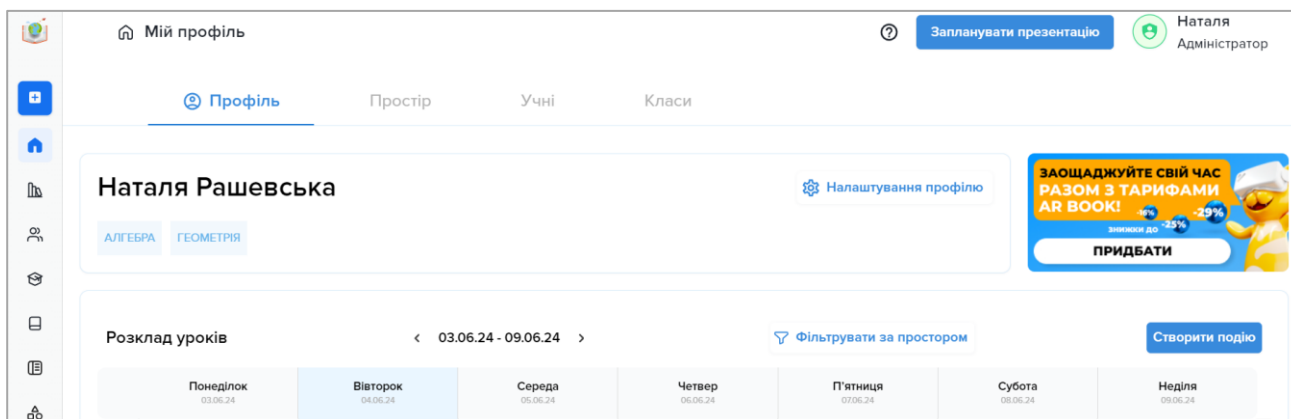 Мій профіль
Запланувати презентацію
Наталя
Адміністратор
Профіль Простір Учні Класи
Наталя Рашевська
Налаштування профілю
АЛГЕБРА ГЕОМЕТРІЯ
ЗАОЩАДЖУЙТЕ СВІЙ ЧАС
РАЗОМ З ТАРИФАМИ
AR BOOK!
-16% -25% -29%
знижки до
ПРИДБАТИ
Розклад уроків
03.06.24 - 09.06.24
Фільтрувати за простором
Створити подію
Понеділок Вівторок Середа Четвер П'ятниця Субота Неділя
03.06.24 04.06.24 05.06.24 06.06.24 07.06.24 08.06.24 09.06.24